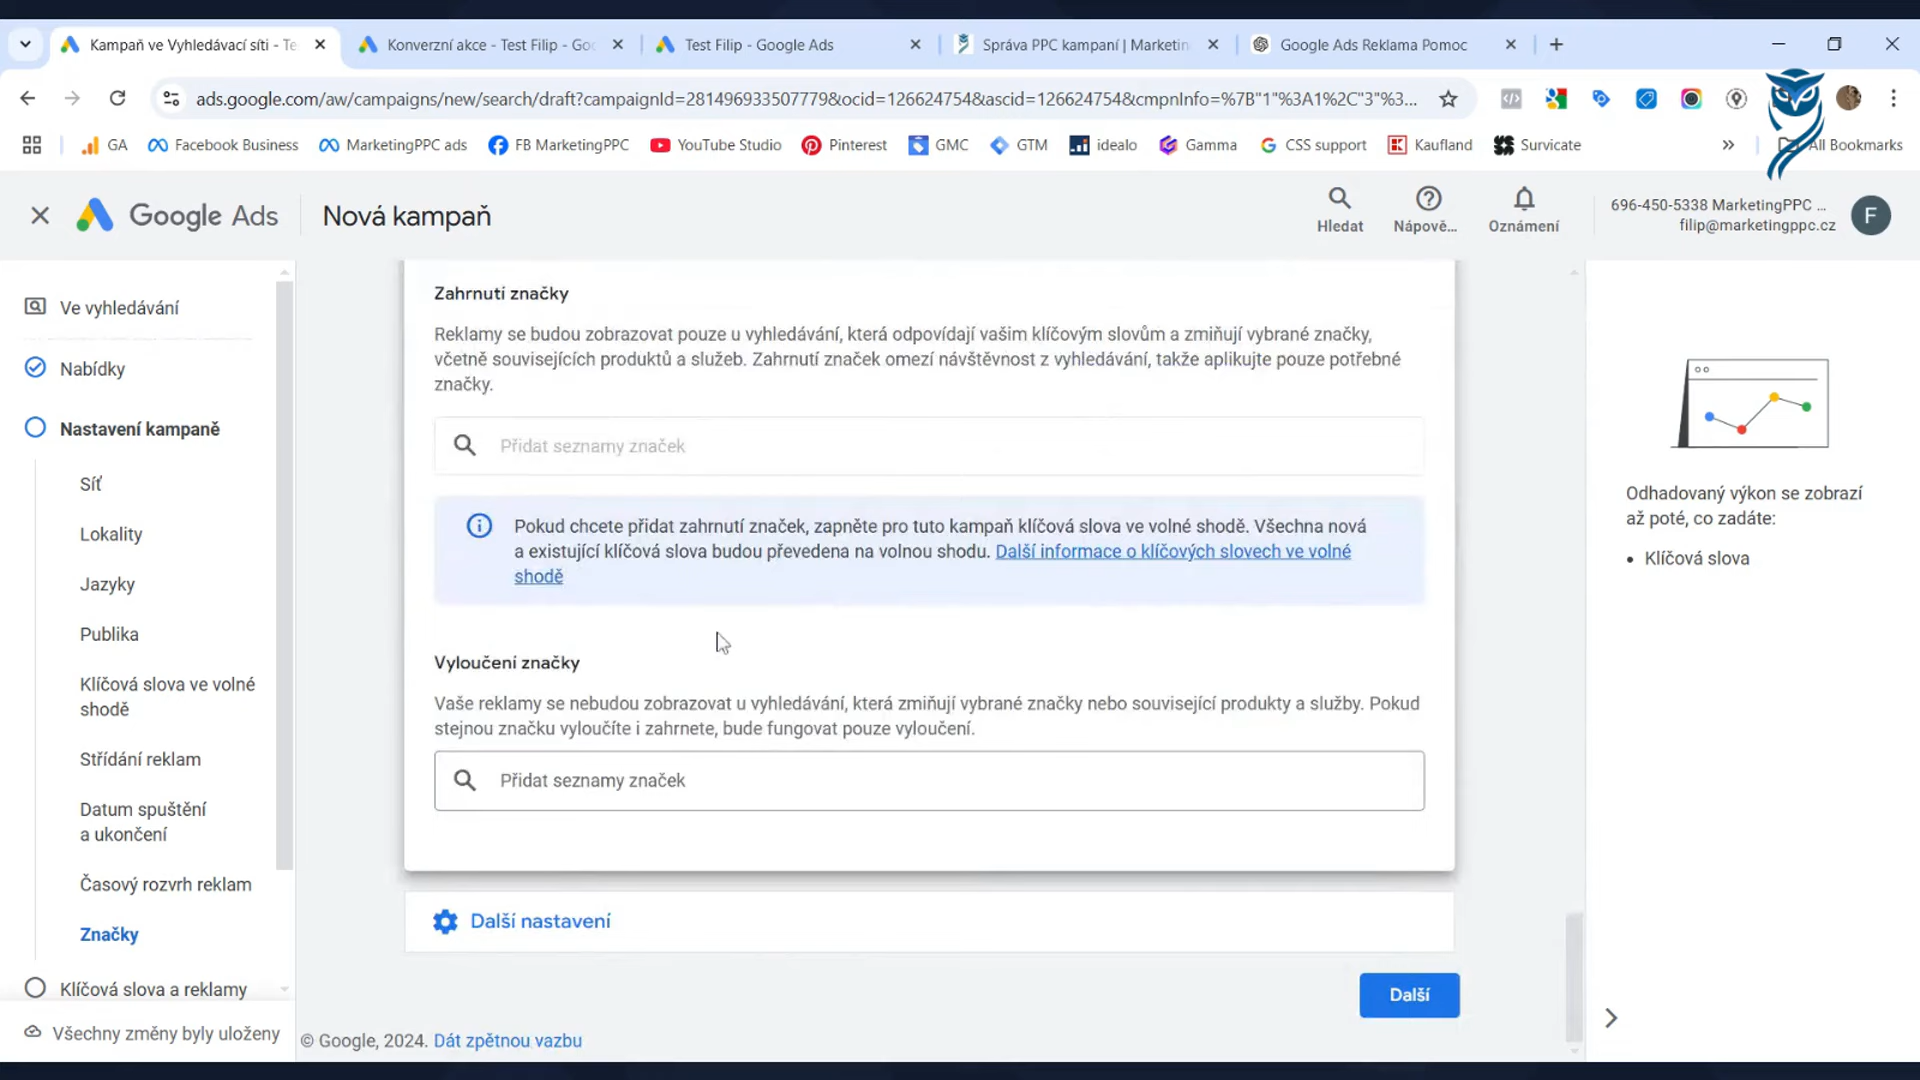 Kampaň ve Vyhledávací síti - Te
Konverzní akce - Test Filip - Goo
Test Filip - Google Ads
Správa PPC kampaní | Marketin
Google Ads Reklama Pomoc
ads.google.com/aw/campaigns/new/search/draft?campaignId=281496933507779&ocid=126624754&ascid=126624754&cmpnInfo=%7B"1"%3A1%2C"3"%3...
GA
Facebook Business
MarketingPPC ads
FB MarketingPPC
YouTube Studio
Pinterest
GMC
GTM
idealo
Gamma
CSS support
Kaufland
Survicate
All Bookmarks
Google Ads
Nová kampaň
Hledat
Nápově...
Oznámení
696-450-5338 MarketingPPC ...
filip@marketingppc.cz
F
Ve vyhledávání
Nabídky
Nastavení kampaně
Síť
Lokality
Jazyky
Publika
Klíčová slova ve volné
shodě
Střídání reklam
Datum spuštění
a ukončení
Časový rozvrh reklam
Značky
Klíčová slova a reklamy
Všechny změny byly uloženy
Zahrnutí značky
Reklamy se budou zobrazovat pouze u vyhledávání, která odpovídají vašim klíčovým slovům a zmiňují vybrané značky,
včetně souvisejících produktů a služeb. Zahrnutí značek omezí návštěvnost z vyhledávání, takže aplikujte pouze potřebné
značky.
Přidat seznamy značek
Pokud chcete přidat zahrnutí značek, zapněte pro tuto kampaň klíčová slova ve volné shodě. Všechna nová
a existující klíčová slova budou převedena na volnou shodu. Další informace o klíčových slovech ve volné
shodě
Vyloučení značky
Vaše reklamy se nebudou zobrazovat u vyhledávání, která zmiňují vybrané značky nebo související produkty a služby. Pokud
stejnou značku vyloučíte i zahrnete, bude fungovat pouze vyloučení.
Přidat seznamy značek
Další nastavení
Další
© Google, 2024. Dát zpětnou vazbu
Odhadovaný výkon se zobrazí
až poté, co zadáte:
• Klíčová slova